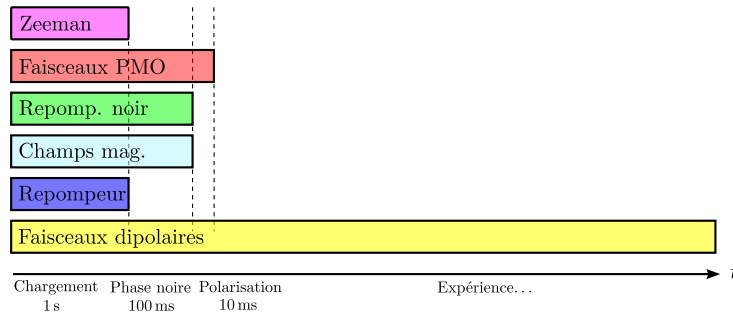 Zeeman
Faisceaux PMO
Repomp. noir
Champs mag.
Repompeur
Faisceaux dipolaires
t
Chargement Phase noire Polarisation Expérience...
1 s 100 ms 10 ms